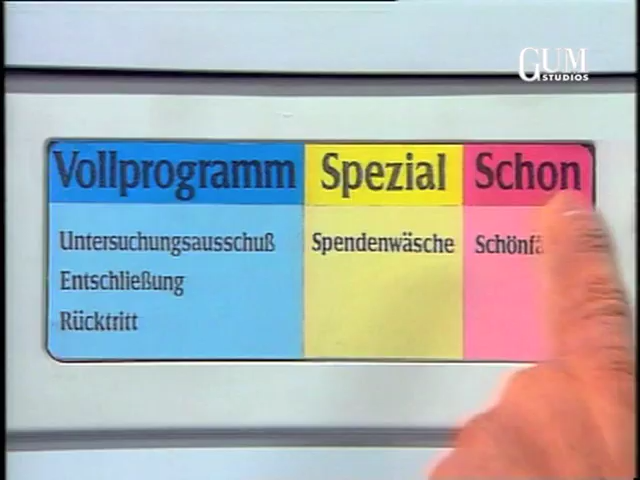 GUM
STUDIOS
Vollprogramm
Untersuchungsausschuß
Entschließung
Rücktritt
Spezial
Spendenwäsche
Schon